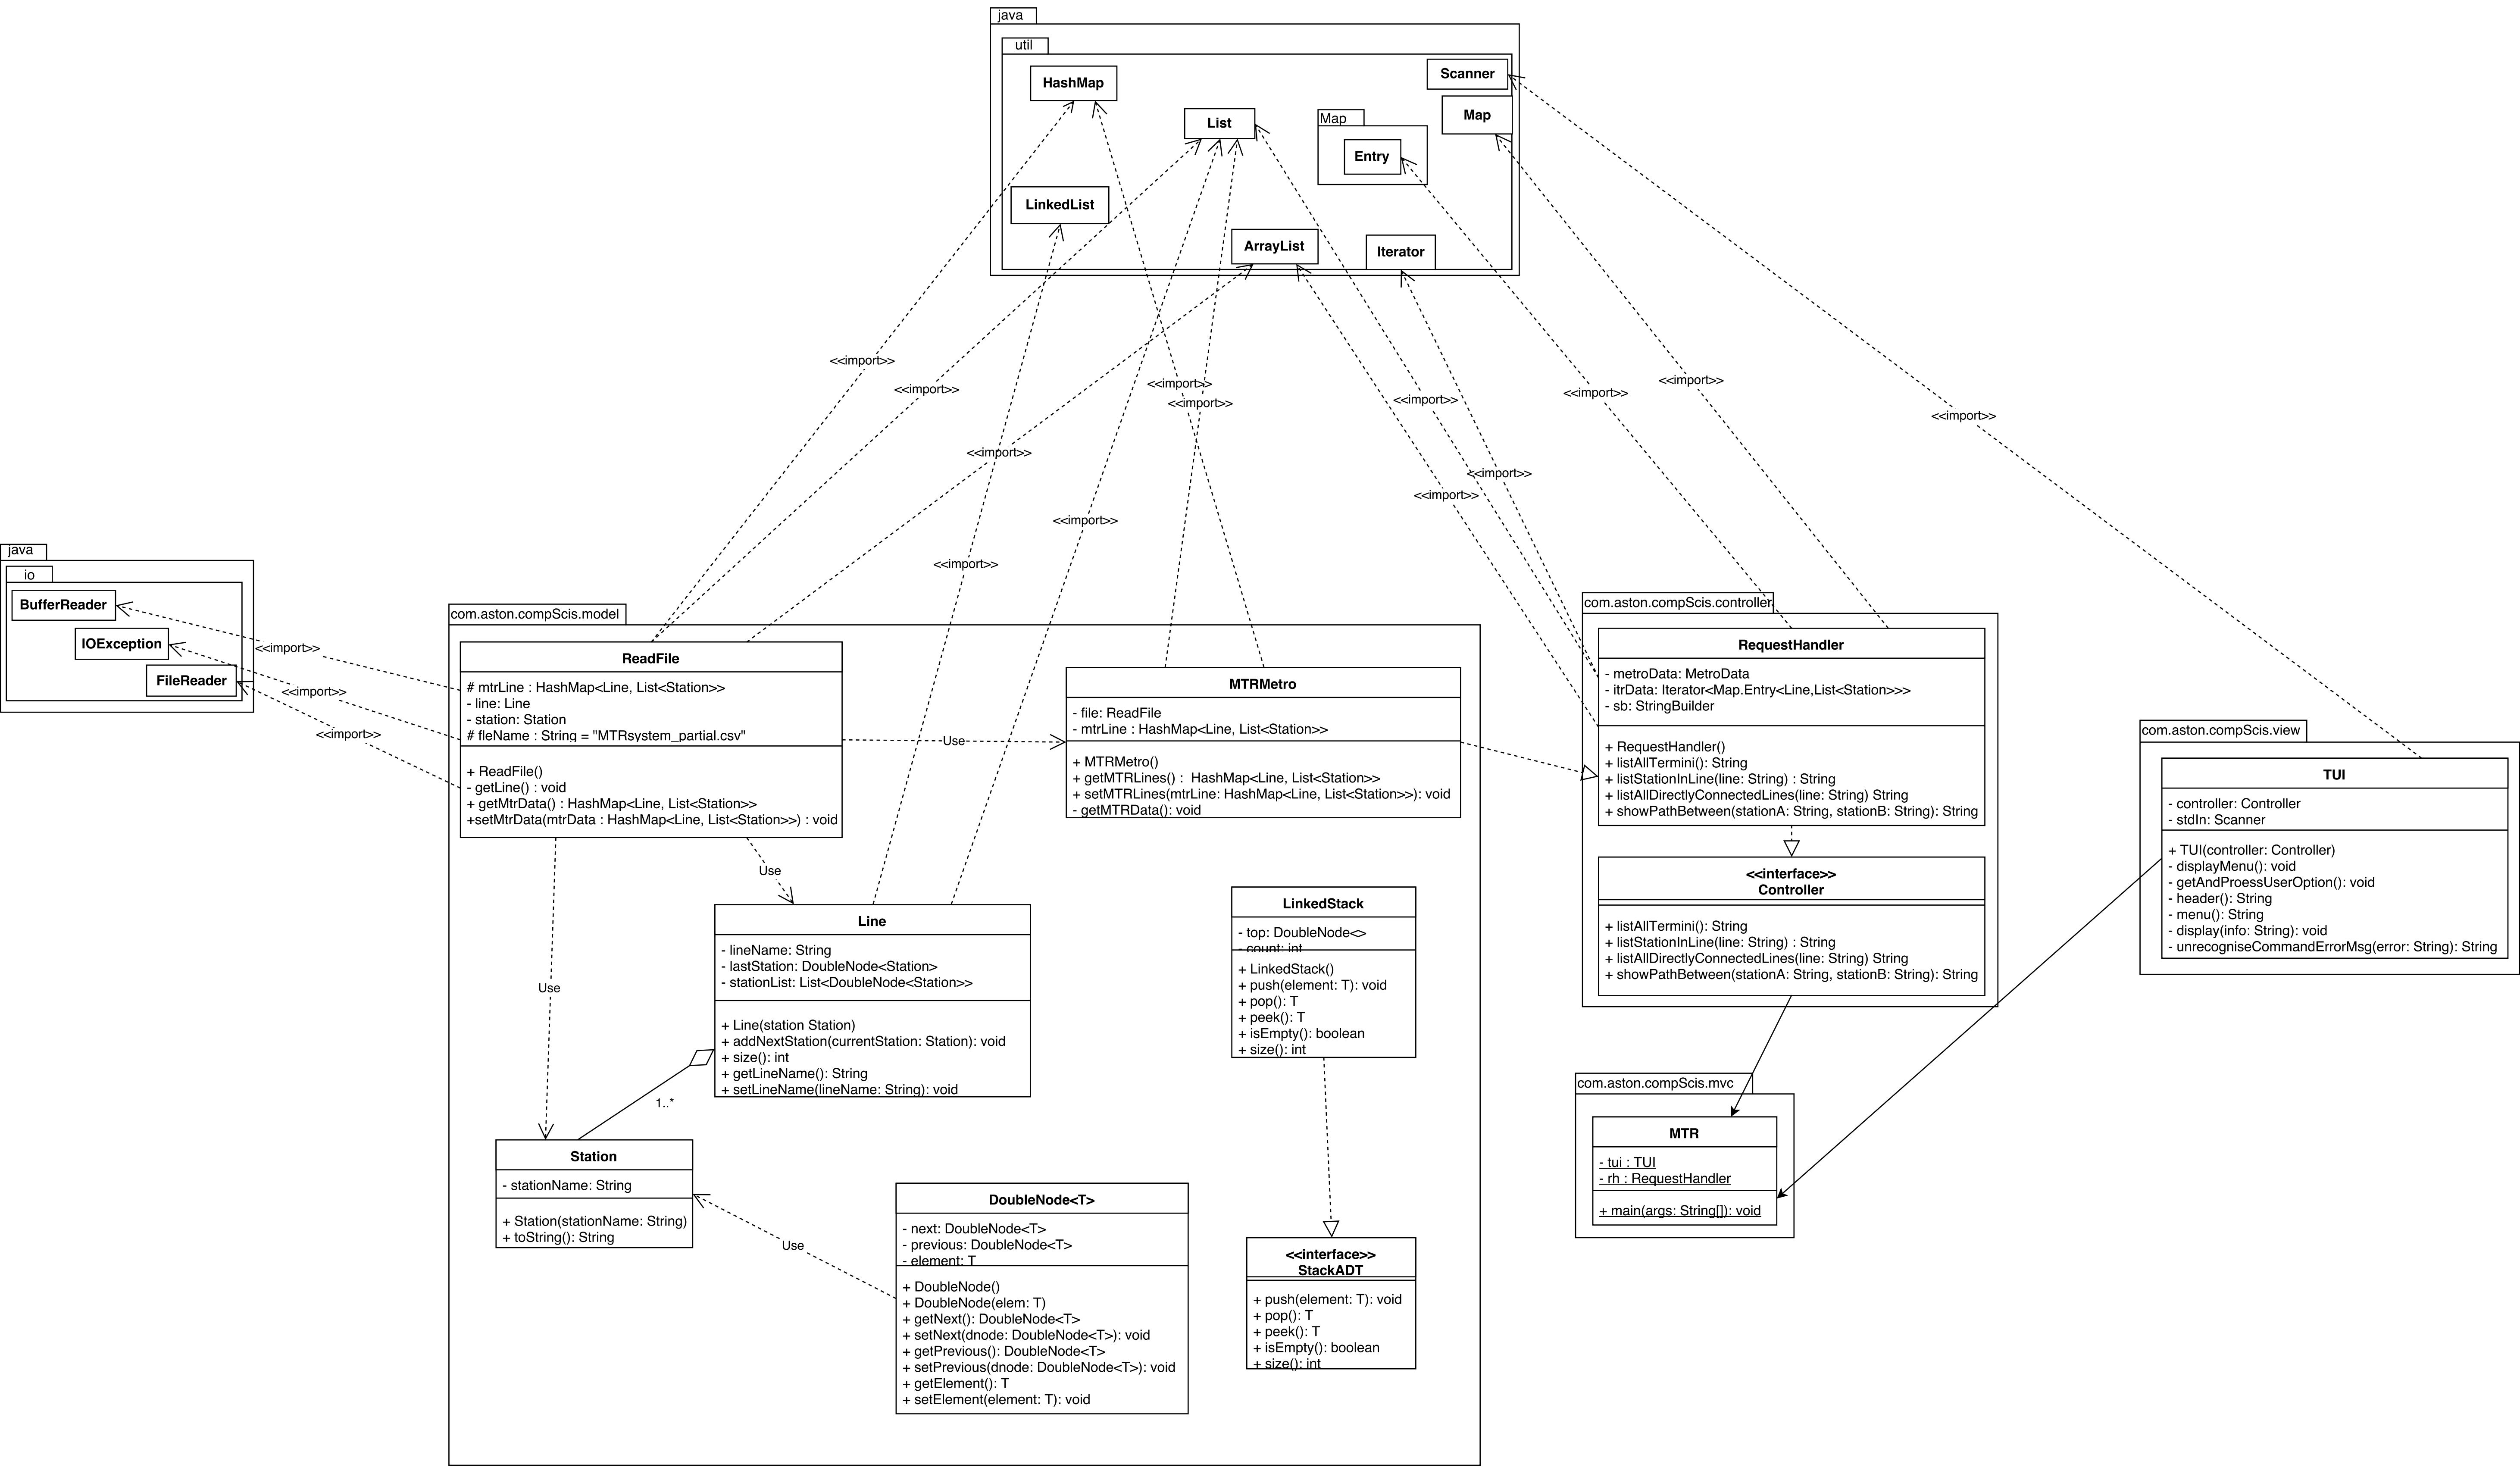 java
util
HashMap
Scanner
Map
List
Map
Entry
LinkedList
ArrayList
Iterator
<<import>>
<<import>>
<<import>>
<<import>>
<<import>>
<<import>>
<<import>>
<<import>>
<<import>>
<<import>>
<<import>>
<<import>>
<<import>>
java
io
BufferReader
IOException
FileReader
<<import>>
<<import>>
<<import>>
com.aston.compScis.model
ReadFile
# mtrLine : HashMap<Line, List<Station>>
- line: Line
- station: Station
# fleName : String = "MTRsystem_partial.csv"
+ ReadFile()
- getLine() : void
+ getMtrData() : HashMap<Line, List<Station>>
+setMtrData(mtrData : HashMap<Line, List<Station>>) : void
Use
MTRMetro
- file: ReadFile
- mtrLine : HashMap<Line, List<Station>>
+ MTRMetro()
+ getMTRLines() :  HashMap<Line, List<Station>>
+ setMTRLines(mtrLine: HashMap<Line, List<Station>>): void
- getMTRData(): void
Use
Use
Line
- lineName: String
- lastStation: DoubleNode<Station>
- stationList: List<DoubleNode<Station>>
+ Line(station Station)
+ addNextStation(currentStation: Station): void
+ size(): int
+ getLineName(): String
+ setLineName(lineName: String): void
1..*
Station
- stationName: String
+ Station(stationName: String)
+ toString(): String
Use
DoubleNode<T>
- next: DoubleNode<T>
- previous: DoubleNode<T>
- element: T
+ DoubleNode()
+ DoubleNode(elem: T)
+ getNext(): DoubleNode<T>
+ setNext(dnode: DoubleNode<T>): void
+ getPrevious(): DoubleNode<T>
+ setPrevious(dnode: DoubleNode<T>): void
+ getElement(): T
+ setElement(element: T): void
LinkedStack
- top: DoubleNode<>
- count: int
+ LinkedStack()
+ push(element: T): void
+ pop(): T
+ peek(): T
+ isEmpty(): boolean
+ size(): int
<<interface>>
StackADT
+ push(element: T): void
+ pop(): T
+ peek(): T
+ isEmpty(): boolean
+ size(): int
com.aston.compScis.controller
RequestHandler
- metroData: MetroData
- itrData: Iterator<Map.Entry<Line,List<Station>>>
- sb: StringBuilder
+ RequestHandler()
+ listAllTermini(): String
+ listStationInLine(line: String) : String
+ listAllDirectlyConnectedLines(line: String) String
+ showPathBetween(stationA: String, stationB: String): String
<<interface>>
Controller
+ listAllTermini(): String
+ listStationInLine(line: String) : String
+ listAllDirectlyConnectedLines(line: String) String
+ showPathBetween(stationA: String, stationB: String): String
com.aston.compScis.mvc
MTR
- tui : TUI
- rh : RequestHandler
+ main(args: String[]): void
com.aston.compScis.view
TUI
- controller: Controller
- stdIn: Scanner
+ TUI(controller: Controller)
- displayMenu(): void
- getAndProessUserOption(): void
- header(): String
- menu(): String
- display(info: String): void
- unrecogniseCommandErrorMsg(error: String): String